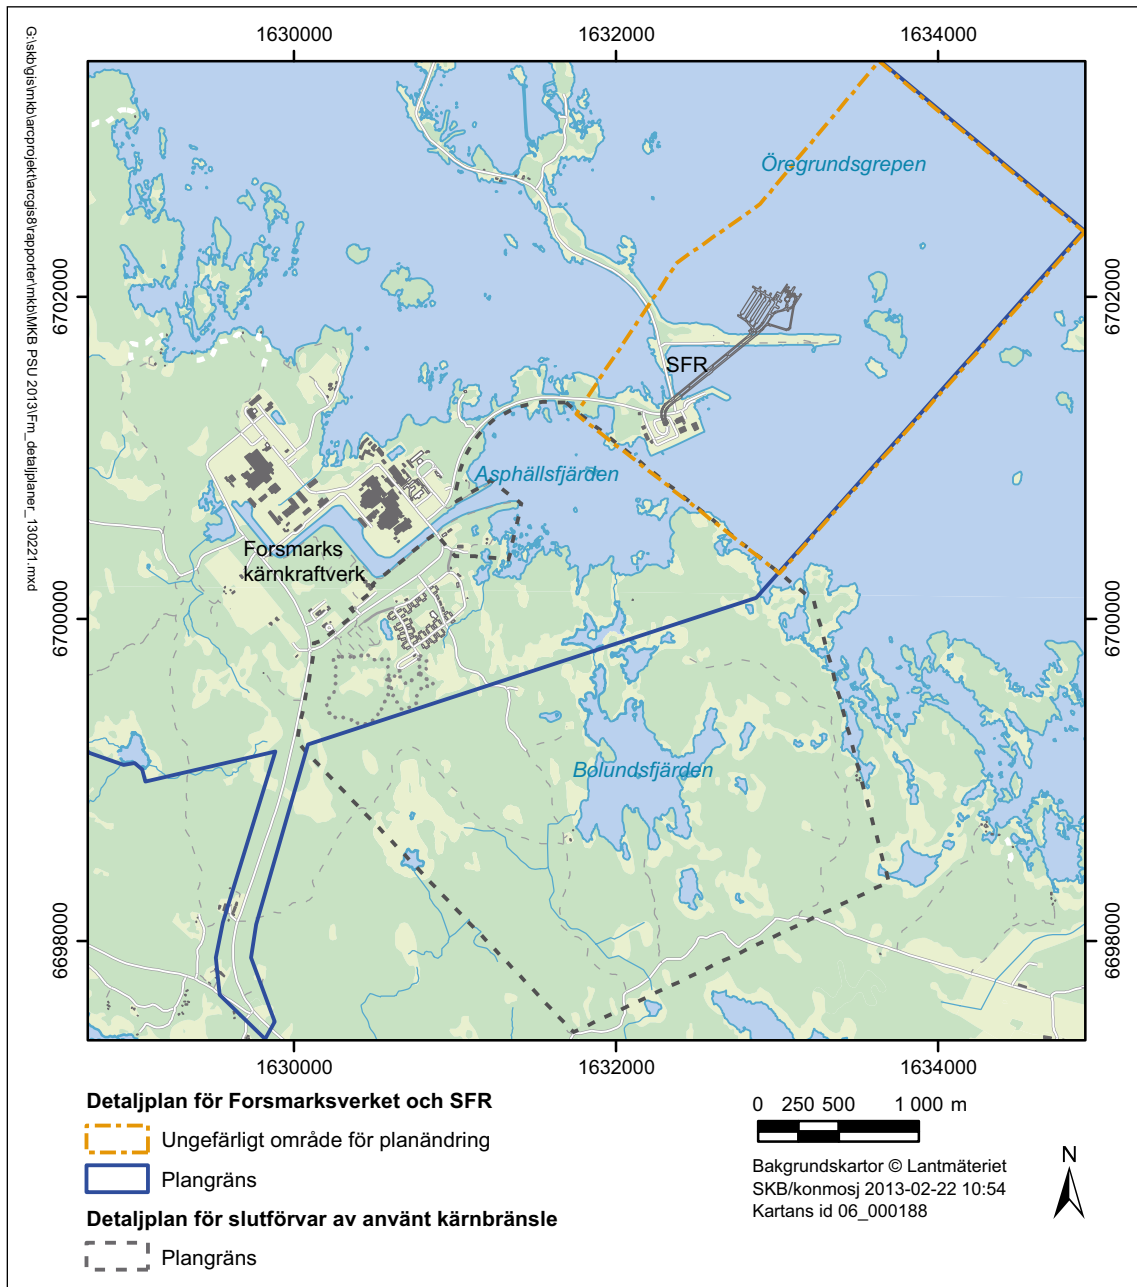 1630000
1632000
1634000
G:\skb\gis\mkb\arcprojekt\arcgis8\rapporter\mkb\MKB PSU 2013\Fm_detaljplaner_130221.mxd
Öregrundsgrepen
6702000
6702000
SFR
Asphällsfjärden
Forsmarks
kärnkraftverk
6700000
6700000
Bolundsfjärden
6698000
6698000
1630000
1632000
1634000
Detaljplan för Forsmarksverket och SFR
Ungefärligt område för planändring
Plangräns
Detaljplan för slutförvar av använt kärnbränsle
Plangräns
0 250 500 1 000 m
Bakgrundskartor © Lantmäteriet
SKB/konmosj 2013-02-22 10:54
Kartans id 06_000188
N